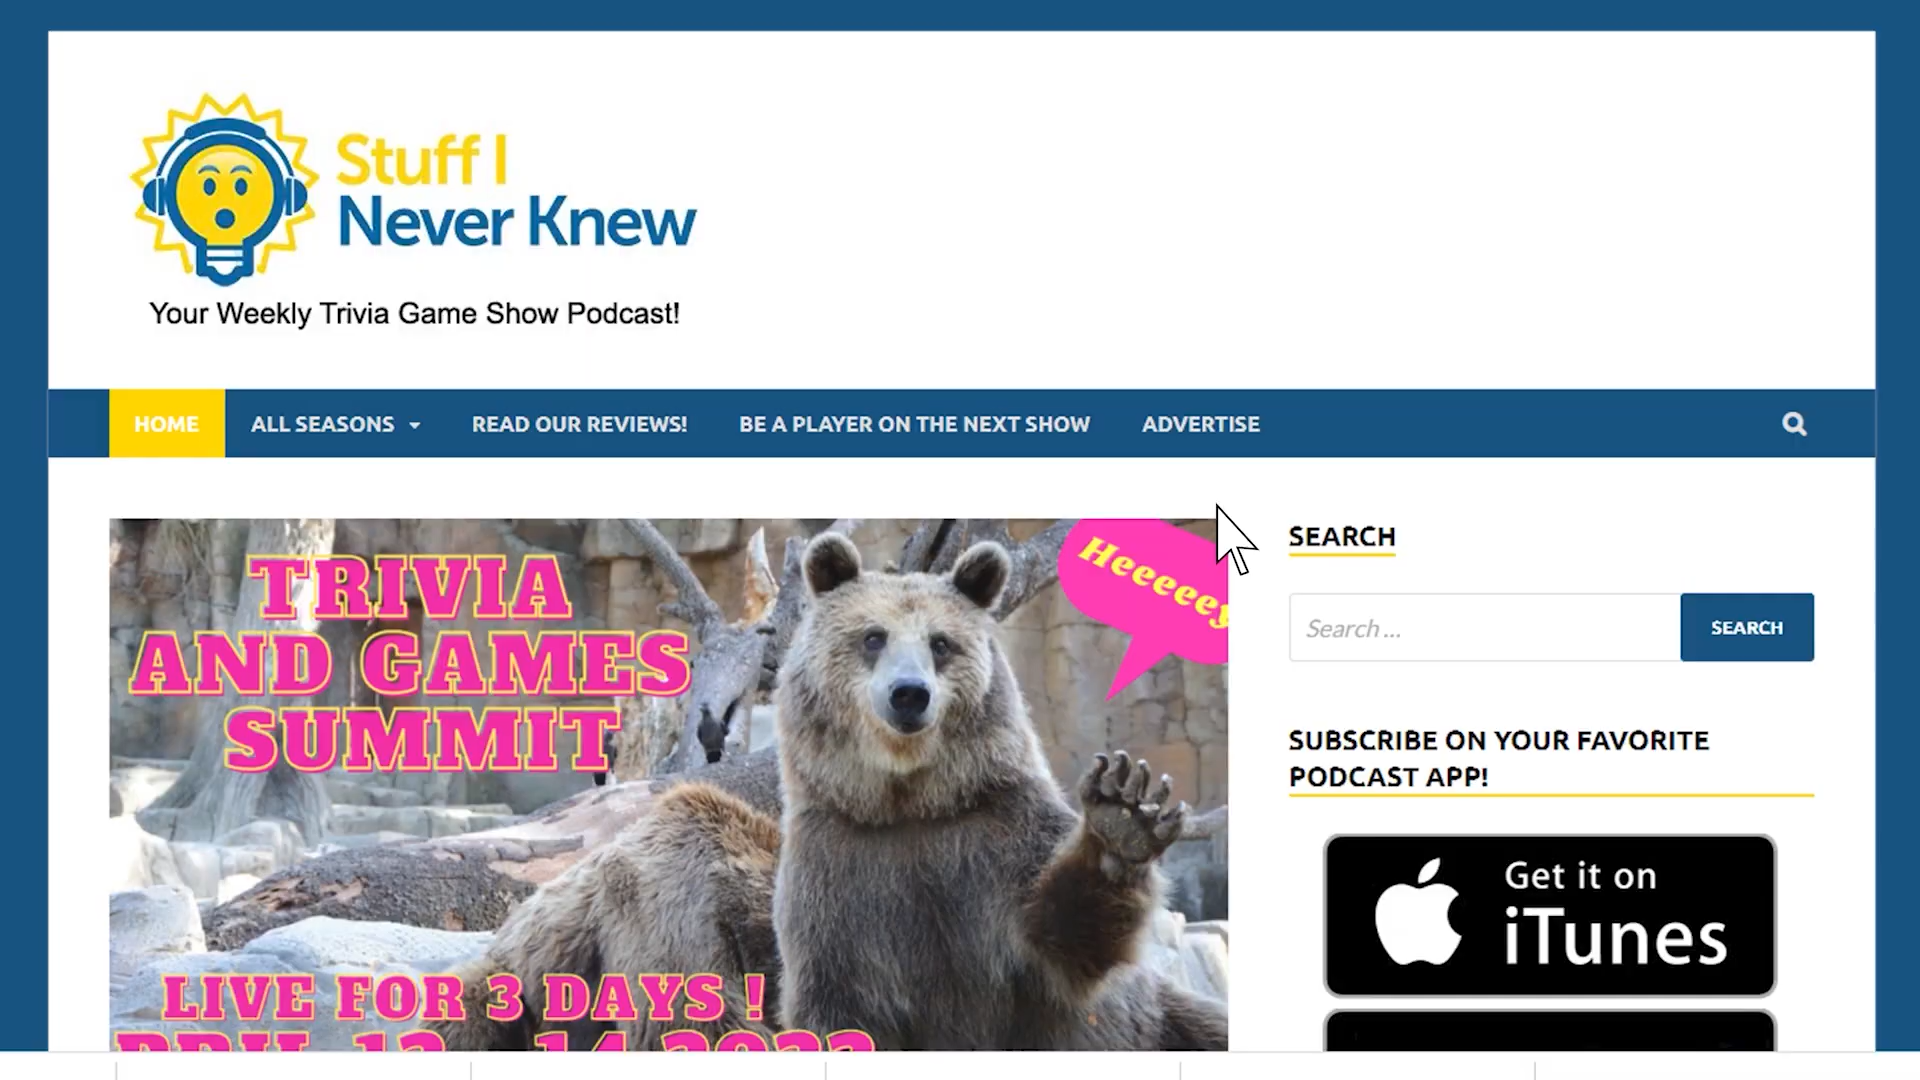 Stuff I
Never Knew
Your Weekly Trivia Game Show Podcast!
HOME
ALL SEASONS
READ OUR REVIEWS!
BE A PLAYER ON THE NEXT SHOW
ADVERTISE
TRIVIA
AND GAMES
SUMMIT
Heeeeey
LIVE FOR 3 DAYS !
SEARCH
Search ...
SEARCH
SUBSCRIBE ON YOUR FAVORITE
PODCAST APP!
Get it on
iTunes